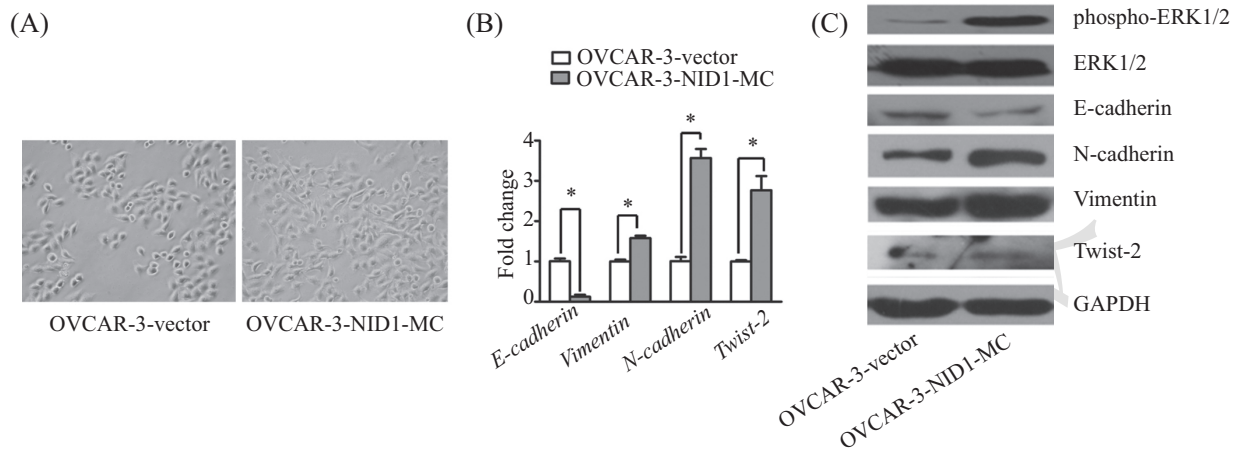 (A)
OVCAR-3-vector
OVCAR-3-NID1-MC
(B)
OVCAR-3-vector
OVCAR-3-NID1-MC
Fold change
4
3
2
1
0
*
*
*
*
E-cadherin
Vimentin
N-cadherin
Twist-2
(C)
phospho-ERK1/2
ERK1/2
E-cadherin
N-cadherin
Vimentin
Twist-2
GAPDH
OVCAR-3-vector
OVCAR-3-NID1-MC